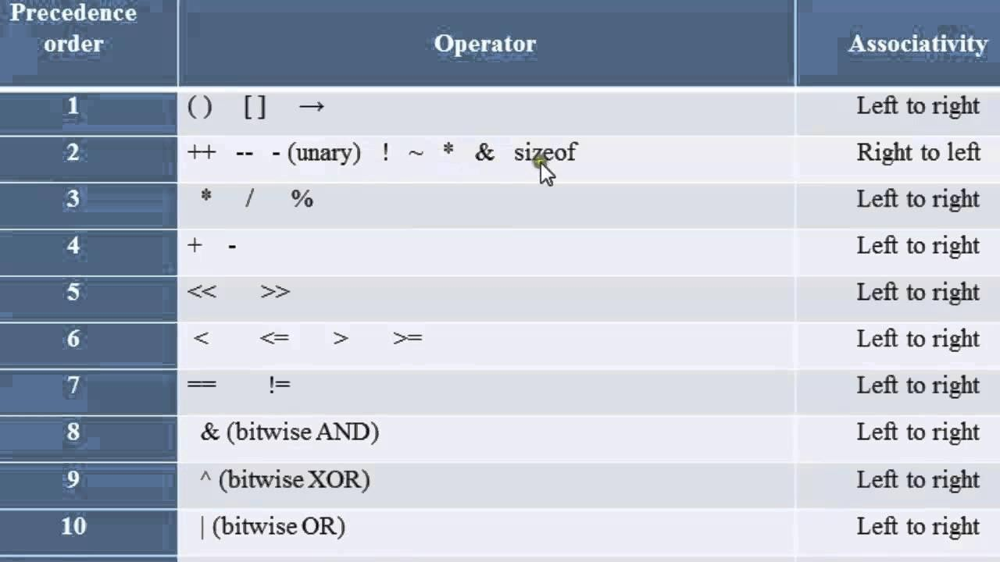 Precedence order Operator Associativity
1 ( ) [ ] → Left to right
2 ++ -- - (unary) ! ~ * & sizeof Right to left
3 * / % Left to right
4 + - Left to right
5 << >> Left to right
6 < <= > >= Left to right
7 == != Left to right
8 & (bitwise AND) Left to right
9 ^ (bitwise XOR) Left to right
10 | (bitwise OR) Left to right